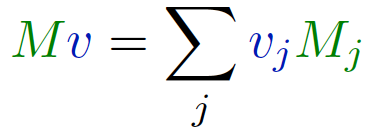 Mv = ∑_j v_j M_j